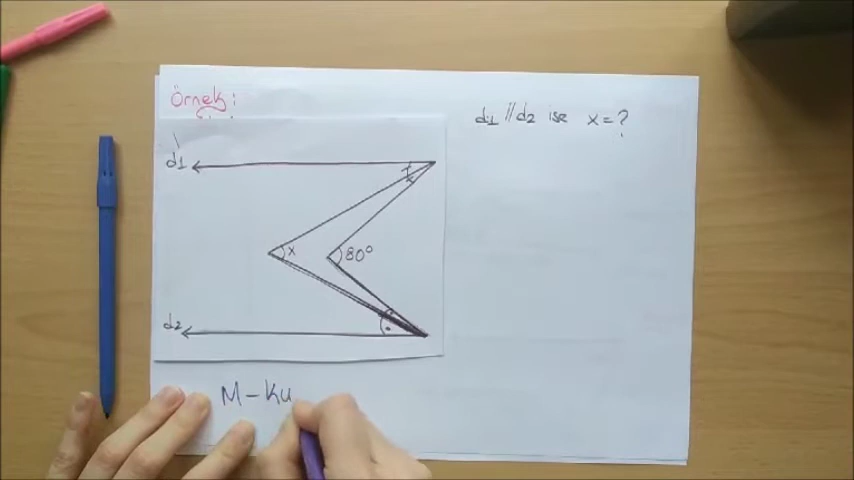 Örnek:
d1 // d2 ise x = ?
d1
x
80°
d2
M - Ku